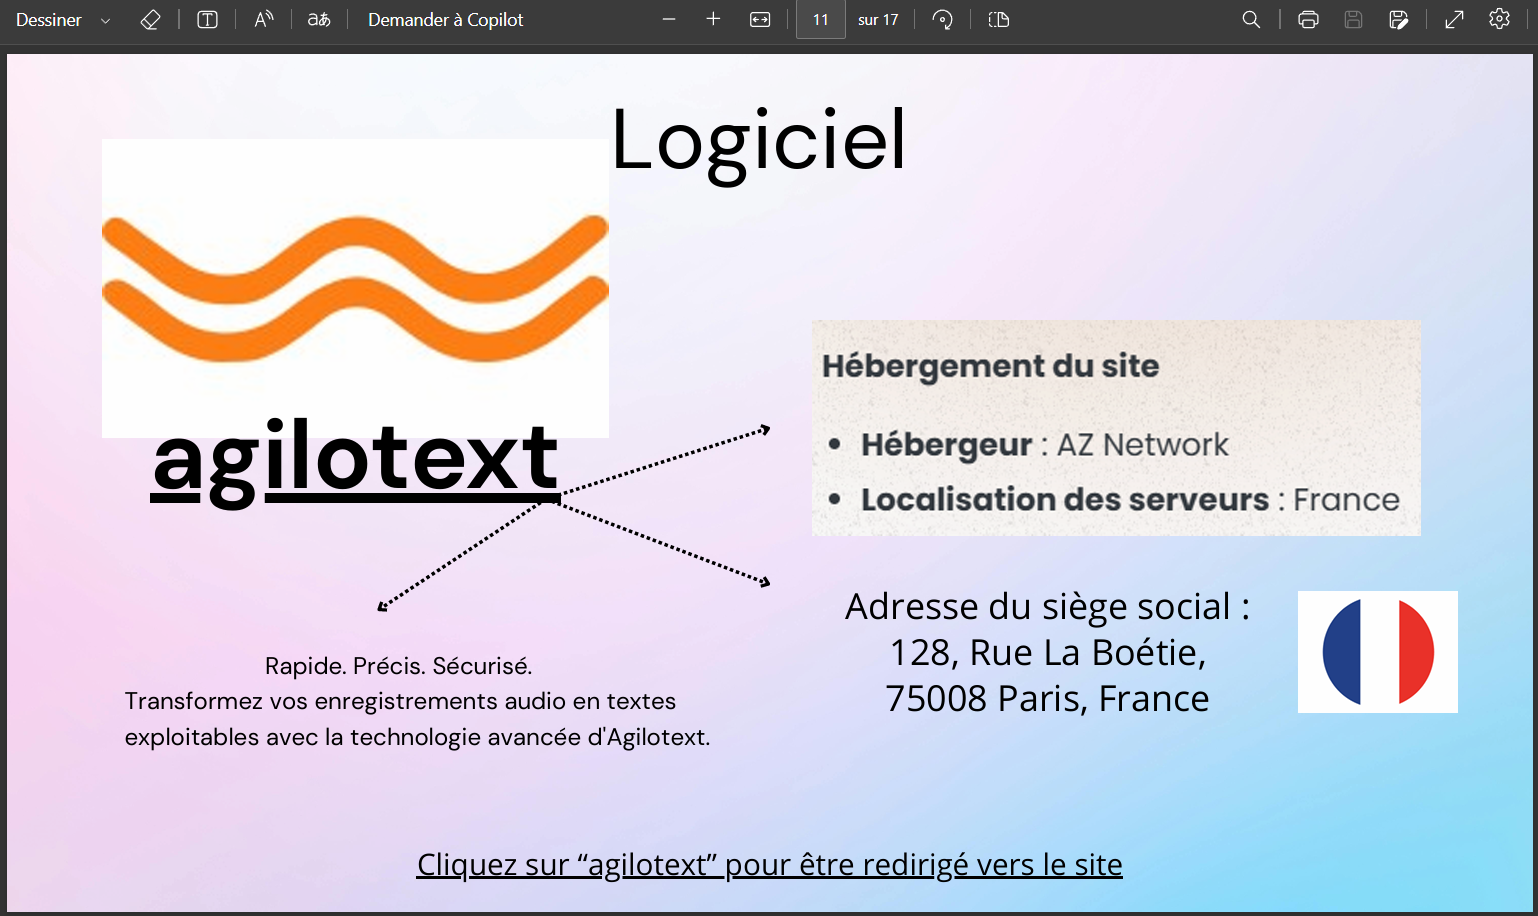 Dessiner
Demander à Copilot
11 sur 17
Logiciel
agilotext
Hébergement du site
• Hébergeur : AZ Network
• Localisation des serveurs : France
Adresse du siège social :
128, Rue La Boétie,
75008 Paris, France
Rapide. Précis. Sécurisé.
Transformez vos enregistrements audio en textes
exploitables avec la technologie avancée d'Agilotext.
Cliquez sur “agilotext” pour être redirigé vers le site